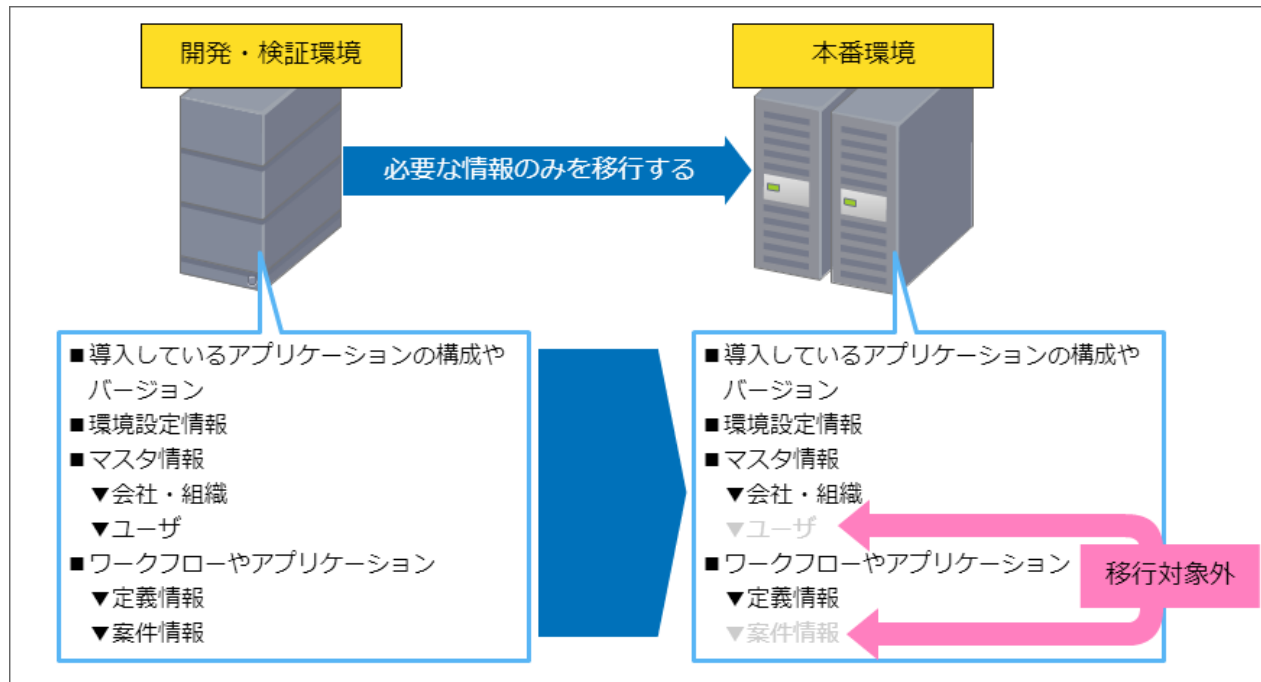 開発・検証環境
本番環境
必要な情報のみを移行する
■導入しているアプリケーションの構成や
バージョン
■環境設定情報
■マスタ情報
▼会社・組織
▼ユーザ
■ワークフローやアプリケーション
▼定義情報
▼案件情報
■導入しているアプリケーションの構成や
バージョン
■環境設定情報
■マスタ情報
▼会社・組織
▼ユーザ
■ワークフローやアプリケーション
▼定義情報
▼案件情報
移行対象外